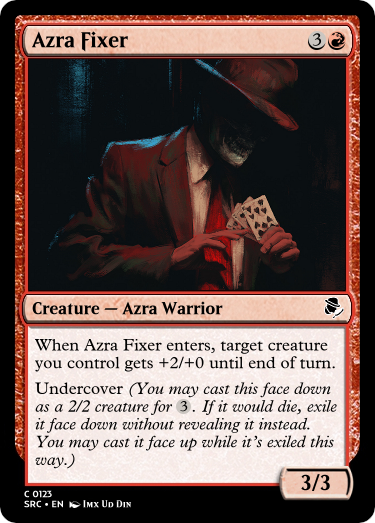 Azra Fixer 3
Creature — Azra Warrior
When Azra Fixer enters, target creature
you control gets +2/+0 until end of turn.
Undercover (You may cast this face down
as a 2/2 creature for 3. If it would die, exile
it face down without revealing it instead.
You may cast it face up while it's exiled this
way.)
3/3
C 0123
SRC • EN Imx Ud Din